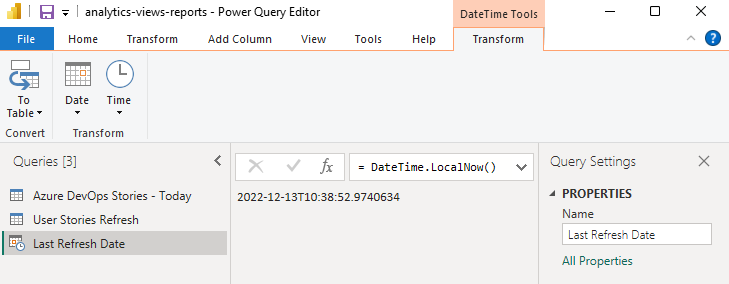 analytics-views-reports - Power Query Editor
DateTime Tools
File Home Transform Add Column View Tools Help Transform
To Table
Date
Time
Convert
Transform
Queries [3]
Azure DevOps Stories - Today
User Stories Refresh
Last Refresh Date
fx = DateTime.LocalNow()
2022-12-13T10:38:52.9740634
Query Settings
PROPERTIES
Name
Last Refresh Date
All Properties